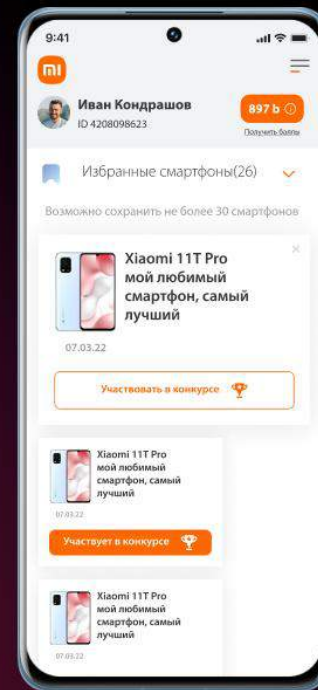 9:41
mi
Иван Кондрашов
ID 4208098623
897 b
Получить баллы
Избранные смартфоны(26)
Возможно сохранить не более 30 смартфонов
Xiaomi 11T Pro
мой любимый
смартфон, самый
лучший
07.03.22
Участвовать в конкурсе
Xiaomi 11T Pro
мой любимый
смартфон, самый
лучший
07.03.22
Участвует в конкурсе
Xiaomi 11T Pro
мой любимый
смартфон, самый
лучший
07.03.22